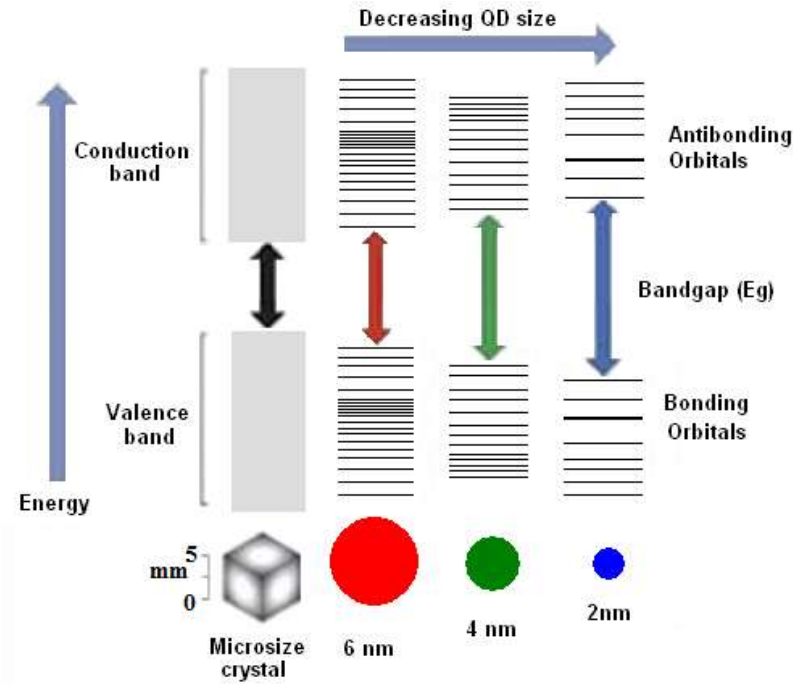 Decreasing QD size
Conduction
band
Antibonding
Orbitals
Bandgap (Eg)
Valence
band
Bonding
Orbitals
Energy
5
mm
0
Microsize
crystal
6 nm
4 nm
2nm